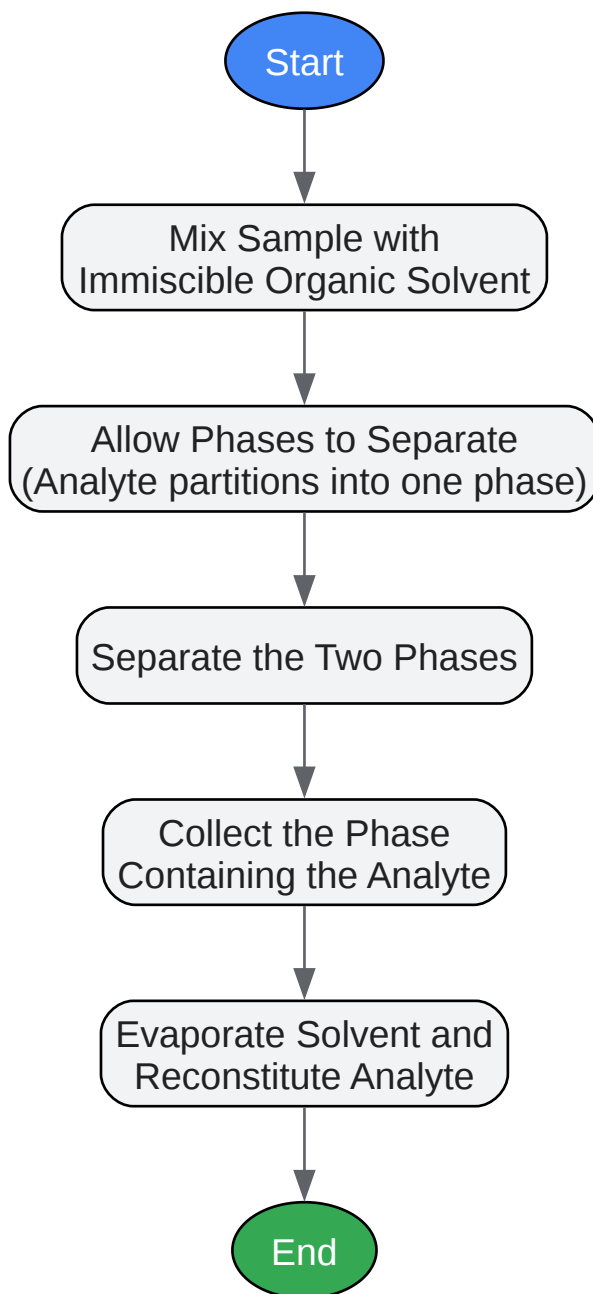 Start
Mix Sample with
Immiscible Organic Solvent
Allow Phases to Separate
(Analyte partitions into one phase)
Separate the Two Phases
Collect the Phase
Containing the Analyte
Evaporate Solvent and
Reconstitute Analyte
End